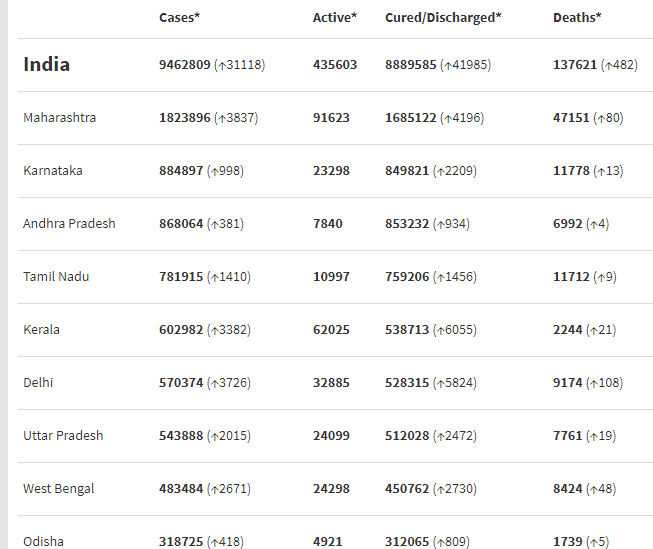 Cases* Active* Cured/Discharged* Deaths*
India 9462809 (↑31118) 435603 8889585 (↑41985) 137621 (↑482)
Maharashtra 1823896 (↑3837) 91623 1685122 (↑4196) 47151 (↑80)
Karnataka 884897 (↑998) 23298 849821 (↑2209) 11778 (↑13)
Andhra Pradesh 868064 (↑381) 7840 853232 (↑934) 6992 (↑4)
Tamil Nadu 781915 (↑1410) 10997 759206 (↑1456) 11712 (↑9)
Kerala 602982 (↑3382) 62025 538713 (↑6055) 2244 (↑21)
Delhi 570374 (↑3726) 32885 528315 (↑5824) 9174 (↑108)
Uttar Pradesh 543888 (↑2015) 24099 512028 (↑2472) 7761 (↑19)
West Bengal 483484 (↑2671) 24298 450762 (↑2730) 8424 (↑48)
Odisha 318725 (↑418) 4921 312065 (↑809) 1739 (↑5)